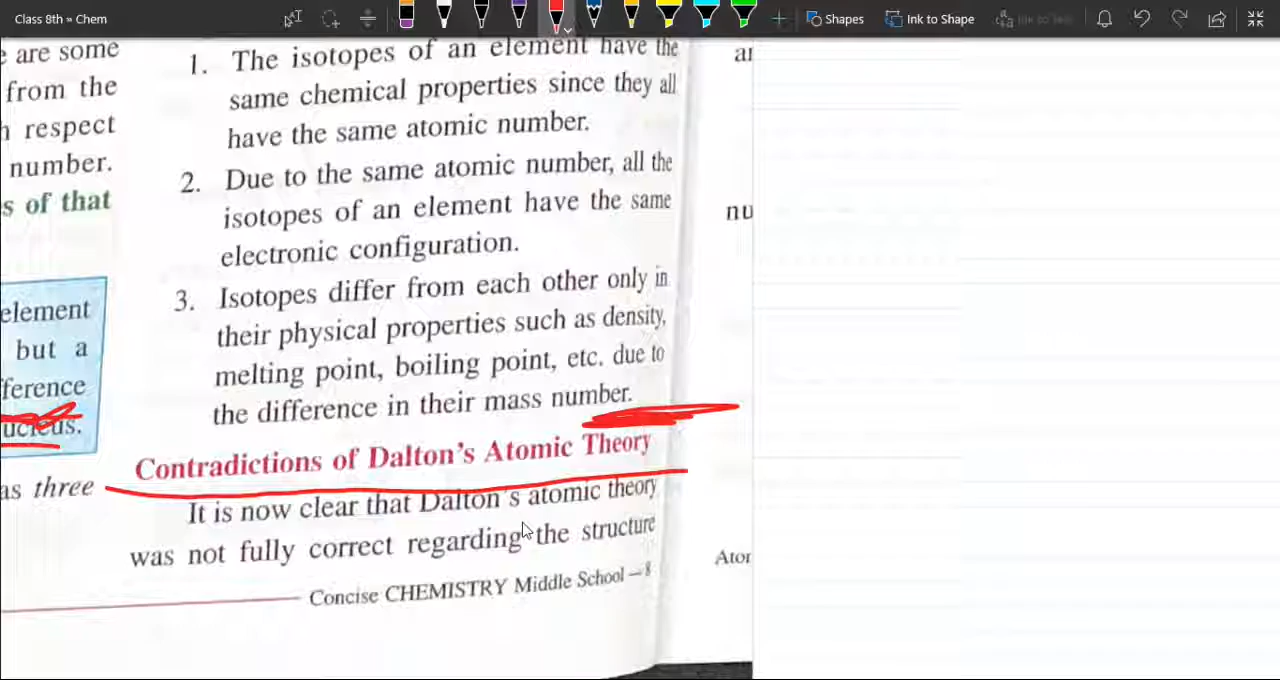 Class 8th » Chem
Shapes
Ink to Shape
Ink to Text
are some
from the
respect
number.
s of that
element
but a
ference
ucleus.
as three
1. The isotopes of an element have the
same chemical properties since they all
have the same atomic number.
2. Due to the same atomic number, all the
isotopes of an element have the same
electronic configuration.
3. Isotopes differ from each other only in
their physical properties such as density,
melting point, boiling point, etc. due to
the difference in their mass number.
Contradictions of Dalton's Atomic Theory
It is now clear that Dalton's atomic theory
was not fully correct regarding the structure
Concise CHEMISTRY Middle School – 8
nu
Ator